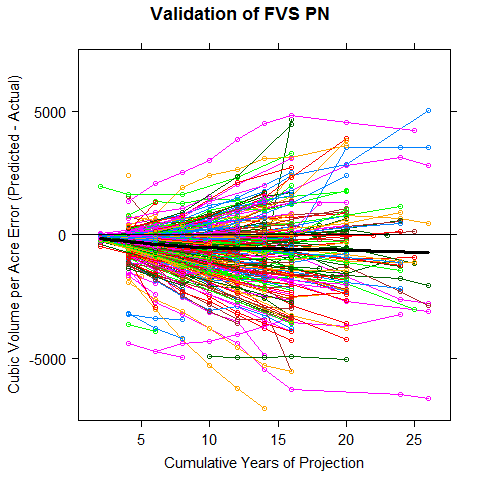 Validation of FVS PN
Cubic Volume per Acre Error (Predicted - Actual)
5000
0
-5000
5 10 15 20 25
Cumulative Years of Projection